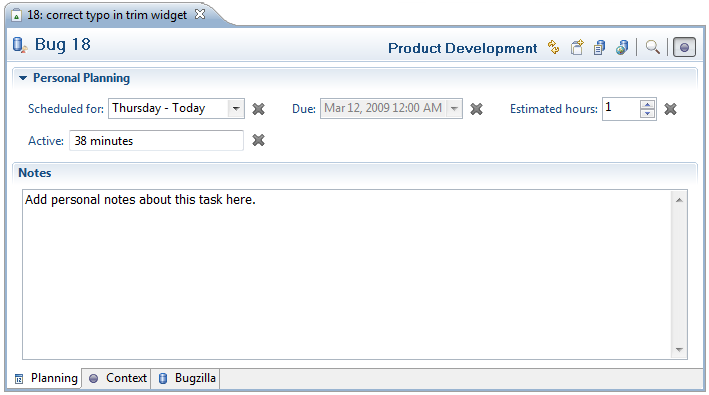 18: correct typo in trim widget
Bug 18 Product Development
Personal Planning
Scheduled for: Thursday - Today Due: Mar 12, 2009 12:00 AM Estimated hours: 1
Active: 38 minutes
Notes
Add personal notes about this task here.
Planning Context Bugzilla